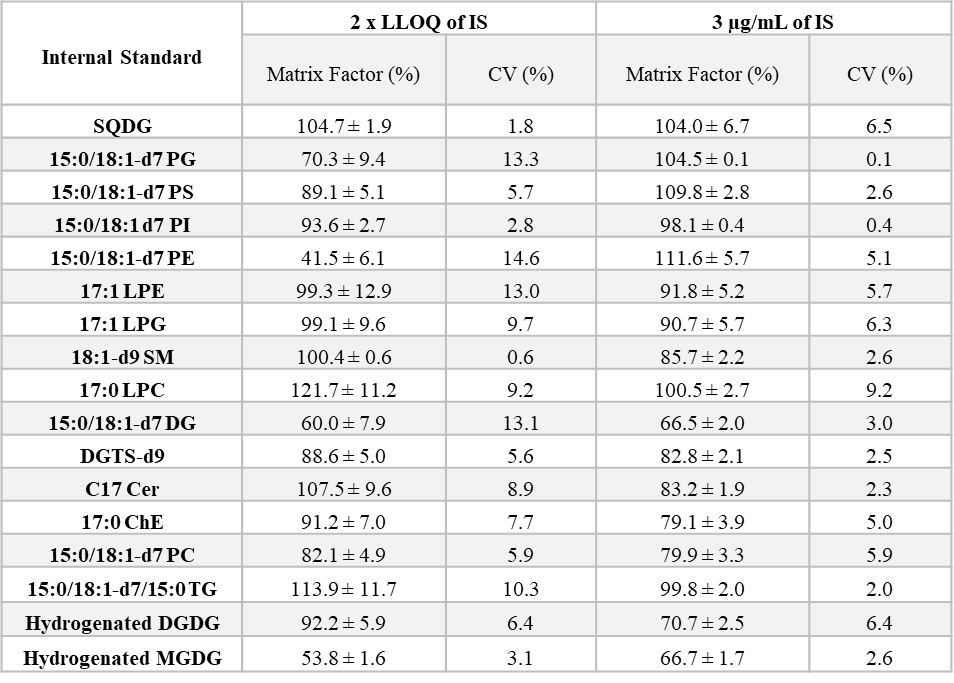 Internal Standard 2 x LLOQ of IS 3 µg/mL of IS
Matrix Factor (%) CV (%) Matrix Factor (%) CV (%)
SQDG 104.7 ± 1.9 1.8 104.0 ± 6.7 6.5
15:0/18:1-d7 PG 70.3 ± 9.4 13.3 104.5 ± 0.1 0.1
15:0/18:1-d7 PS 89.1 ± 5.1 5.7 109.8 ± 2.8 2.6
15:0/18:1 d7 PI 93.6 ± 2.7 2.8 98.1 ± 0.4 0.4
15:0/18:1-d7 PE 41.5 ± 6.1 14.6 111.6 ± 5.7 5.1
17:1 LPE 99.3 ± 12.9 13.0 91.8 ± 5.2 5.7
17:1 LPG 99.1 ± 9.6 9.7 90.7 ± 5.7 6.3
18:1-d9 SM 100.4 ± 0.6 0.6 85.7 ± 2.2 2.6
17:0 LPC 121.7 ± 11.2 9.2 100.5 ± 2.7 9.2
15:0/18:1-d7 DG 60.0 ± 7.9 13.1 66.5 ± 2.0 3.0
DGTS-d9 88.6 ± 5.0 5.6 82.8 ± 2.1 2.5
C17 Cer 107.5 ± 9.6 8.9 83.2 ± 1.9 2.3
17:0 ChE 91.2 ± 7.0 7.7 79.1 ± 3.9 5.0
15:0/18:1-d7 PC 82.1 ± 4.9 5.9 79.9 ± 3.3 5.9
15:0/18:1-d7/15:0 TG 113.9 ± 11.7 10.3 99.8 ± 2.0 2.0
Hydrogenated DGDG 92.2 ± 5.9 6.4 70.7 ± 2.5 6.4
Hydrogenated MGDG 53.8 ± 1.6 3.1 66.7 ± 1.7 2.6